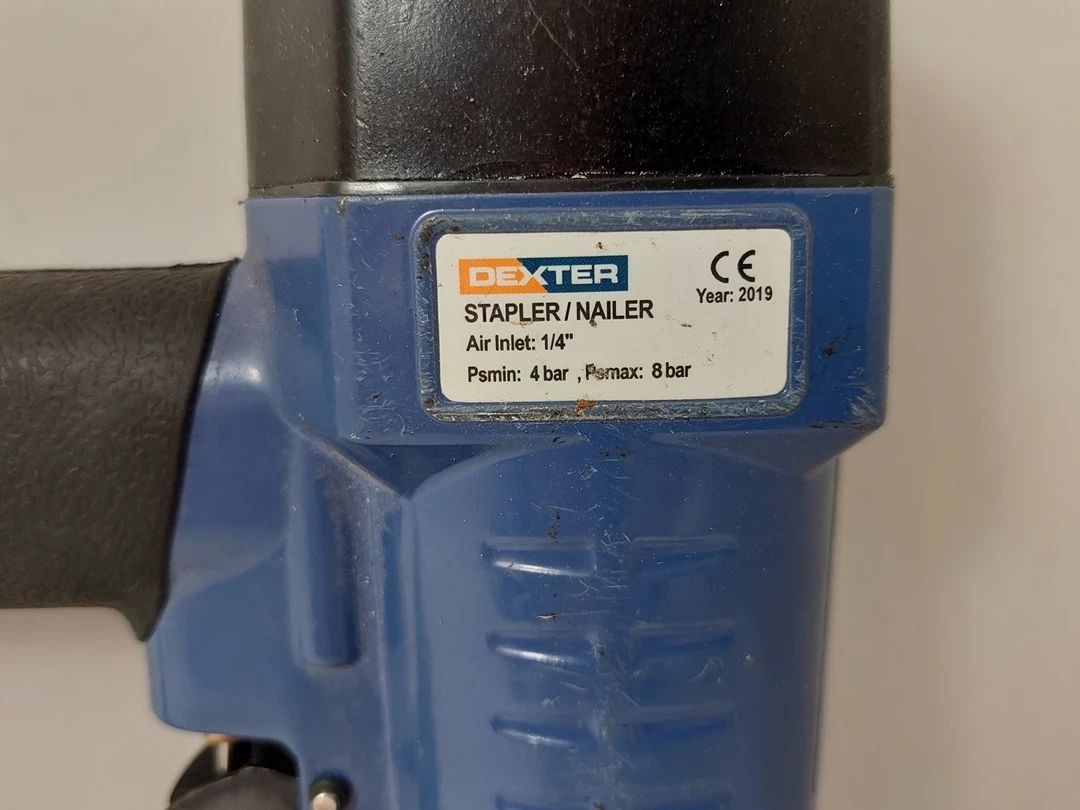 DEXTER
CE
Year: 2019
STAPLER / NAILER
Air Inlet: 1/4"
Psmin: 4 bar , Psmax: 8 bar